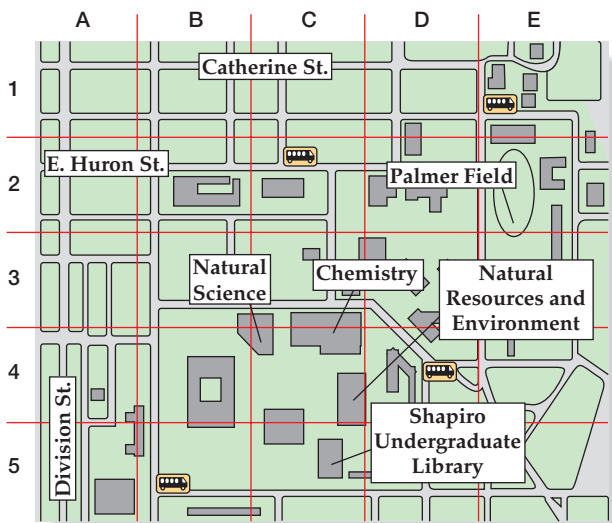 A B C D E
1
Catherine St.
2
E. Huron St.
Palmer Field
3
Natural
Science
Chemistry
Natural
Resources and
Environment
4
Division St.
Shapiro
Undergraduate
Library
5